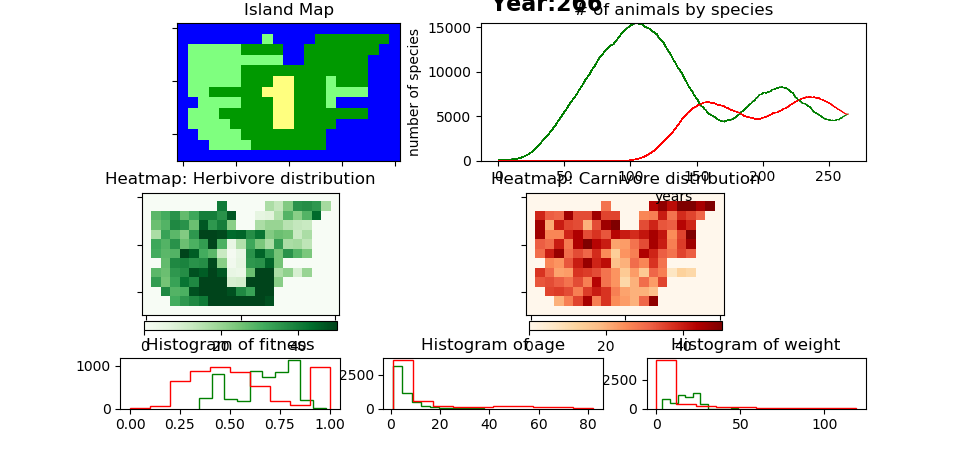 Year:266
Island Map
# of animals by species
number of species
15000
10000
5000
0
0 50 100 150 200 250
years
Heatmap: Herbivore distribution
Heatmap: Carnivore distribution
0 20 40
0 20 40
Histogram of fitness
Histogram of age
Histogram of weight
1000
0
0.00 0.25 0.50 0.75 1.00
2500
0
0 20 40 60 80
2500
0
0 50 100